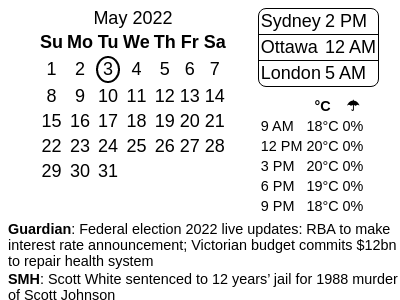 May 2022
Su Mo Tu We Th Fr Sa
1 2 3 4 5 6 7
8 9 10 11 12 13 14
15 16 17 18 19 20 21
22 23 24 25 26 27 28
29 30 31
Sydney 2 PM
Ottawa 12 AM
London 5 AM
°C ☂
9 AM 18°C 0%
12 PM 20°C 0%
3 PM 20°C 0%
6 PM 19°C 0%
9 PM 18°C 0%
Guardian: Federal election 2022 live updates: RBA to make
interest rate announcement; Victorian budget commits $12bn
to repair health system
SMH: Scott White sentenced to 12 years’ jail for 1988 murder
of Scott Johnson